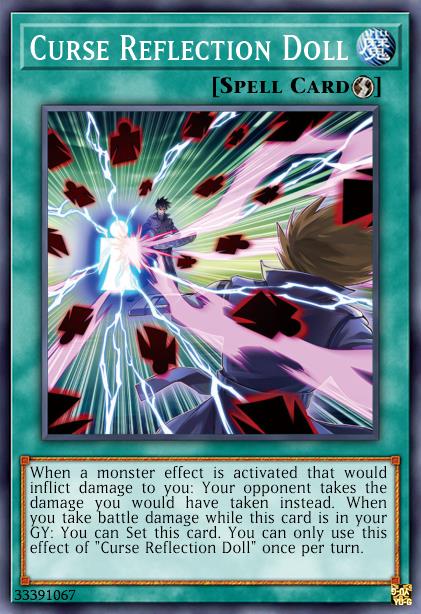 CURSE REFLECTION DOLL 魔
[SPELL CARD]
When a monster effect is activated that would
inflict damage to you: Your opponent takes the
damage you would have taken instead. When
you take battle damage while this card is in your
GY: You can Set this card. You can only use this
effect of "Curse Reflection Doll" once per turn.
33391067